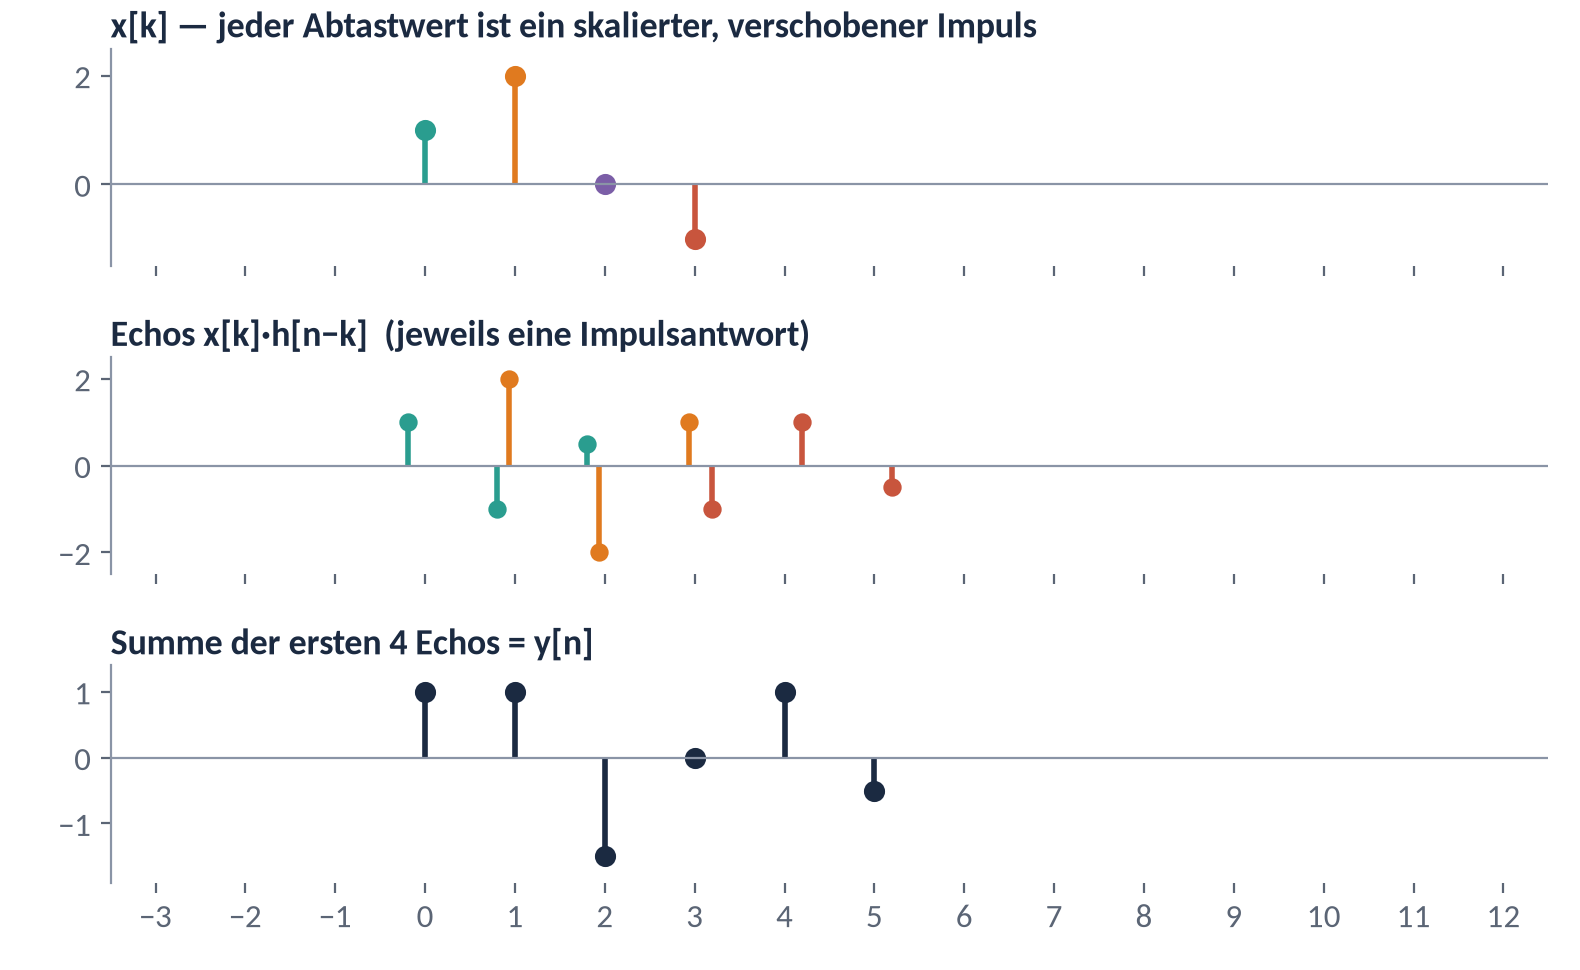 x[k] — jeder Abtastwert ist ein skalierter, verschobener Impuls
2
0
Echos x[k]·h[n−k] (jeweils eine Impulsantwort)
2
0
−2
Summe der ersten 4 Echos = y[n]
1
0
−1
−3 −2 −1 0 1 2 3 4 5 6 7 8 9 10 11 12